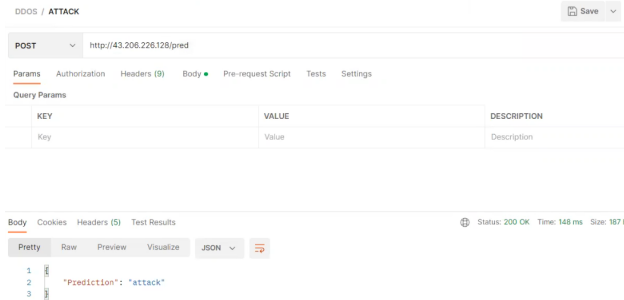 DDOS / ATTACK
Save
POST
http://43.206.226.128/pred
Params Authorization Headers (9) Body Pre-request Script Tests Settings
Query Params
KEY VALUE DESCRIPTION
Key Value Description
Body Cookies Headers (5) Test Results Status: 200 OK Time: 148 ms Size: 187
Pretty Raw Preview Visualize JSON
1 {
2 "Prediction": "attack"
3 }